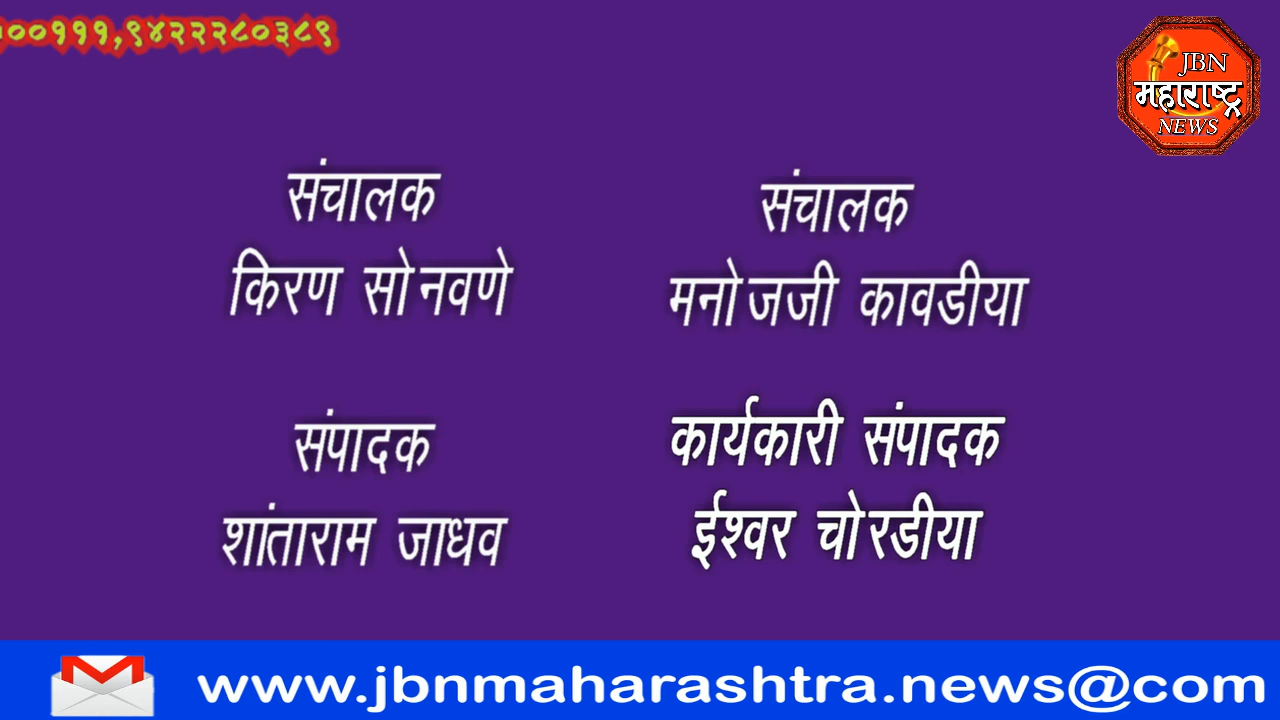 ००१११,९४२२२८०३८९
JBN
महाराष्ट्र
NEWS
संचालक
किरण सोनवणे
संचालक
मनोजजी कावडीया
संपादक
शांताराम जाधव
कार्यकारी संपादक
ईश्वर चोरडीया
www.jbnmaharashtra.news@com